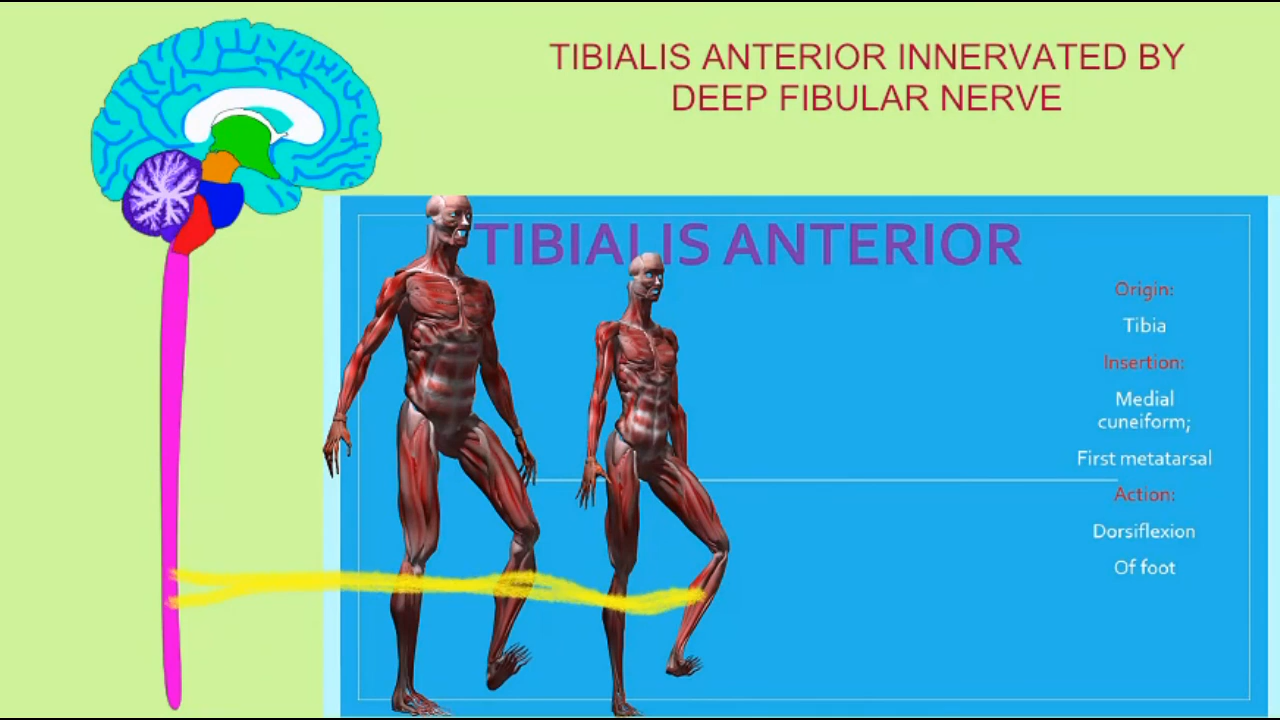 TIBIALIS ANTERIOR INNERVATED BY
DEEP FIBULAR NERVE
TIBIALIS ANTERIOR
Origin:
Tibia
Insertion:
Medial
cuneiform;
First metatarsal
Action:
Dorsiflexion
Of foot